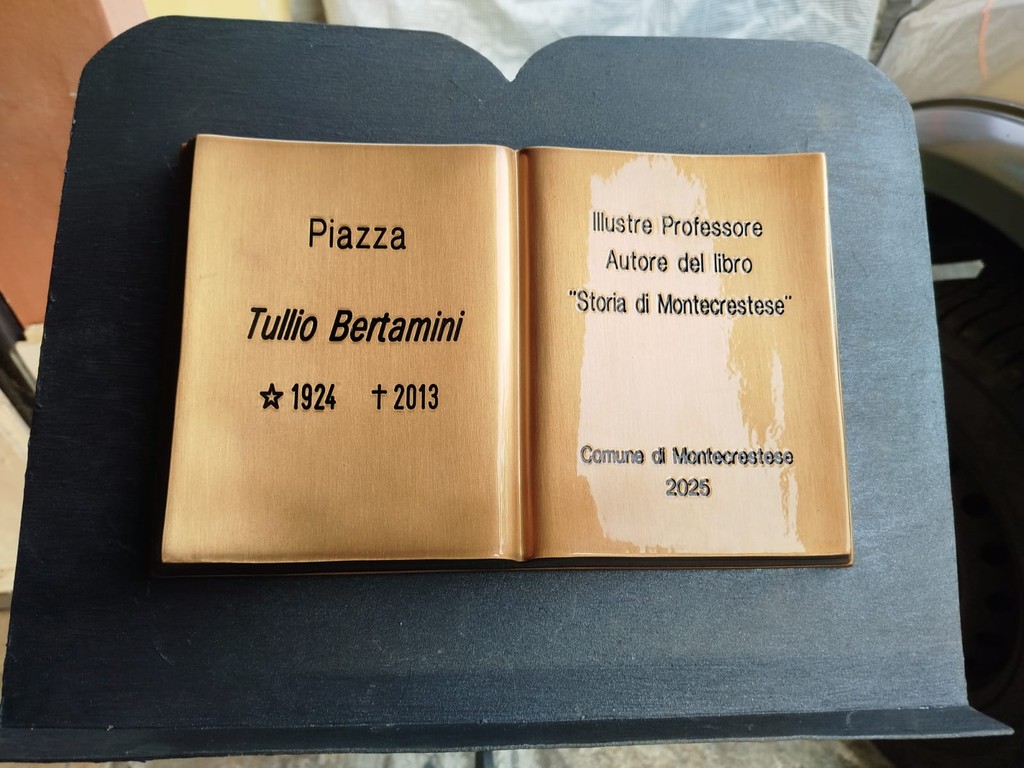 Piazza
Tullio Bertamini
☆ 1924 † 2013
Illustre Professore
Autore del libro
"Storia di Montecrestese"
Comune di Montecrestese
2025